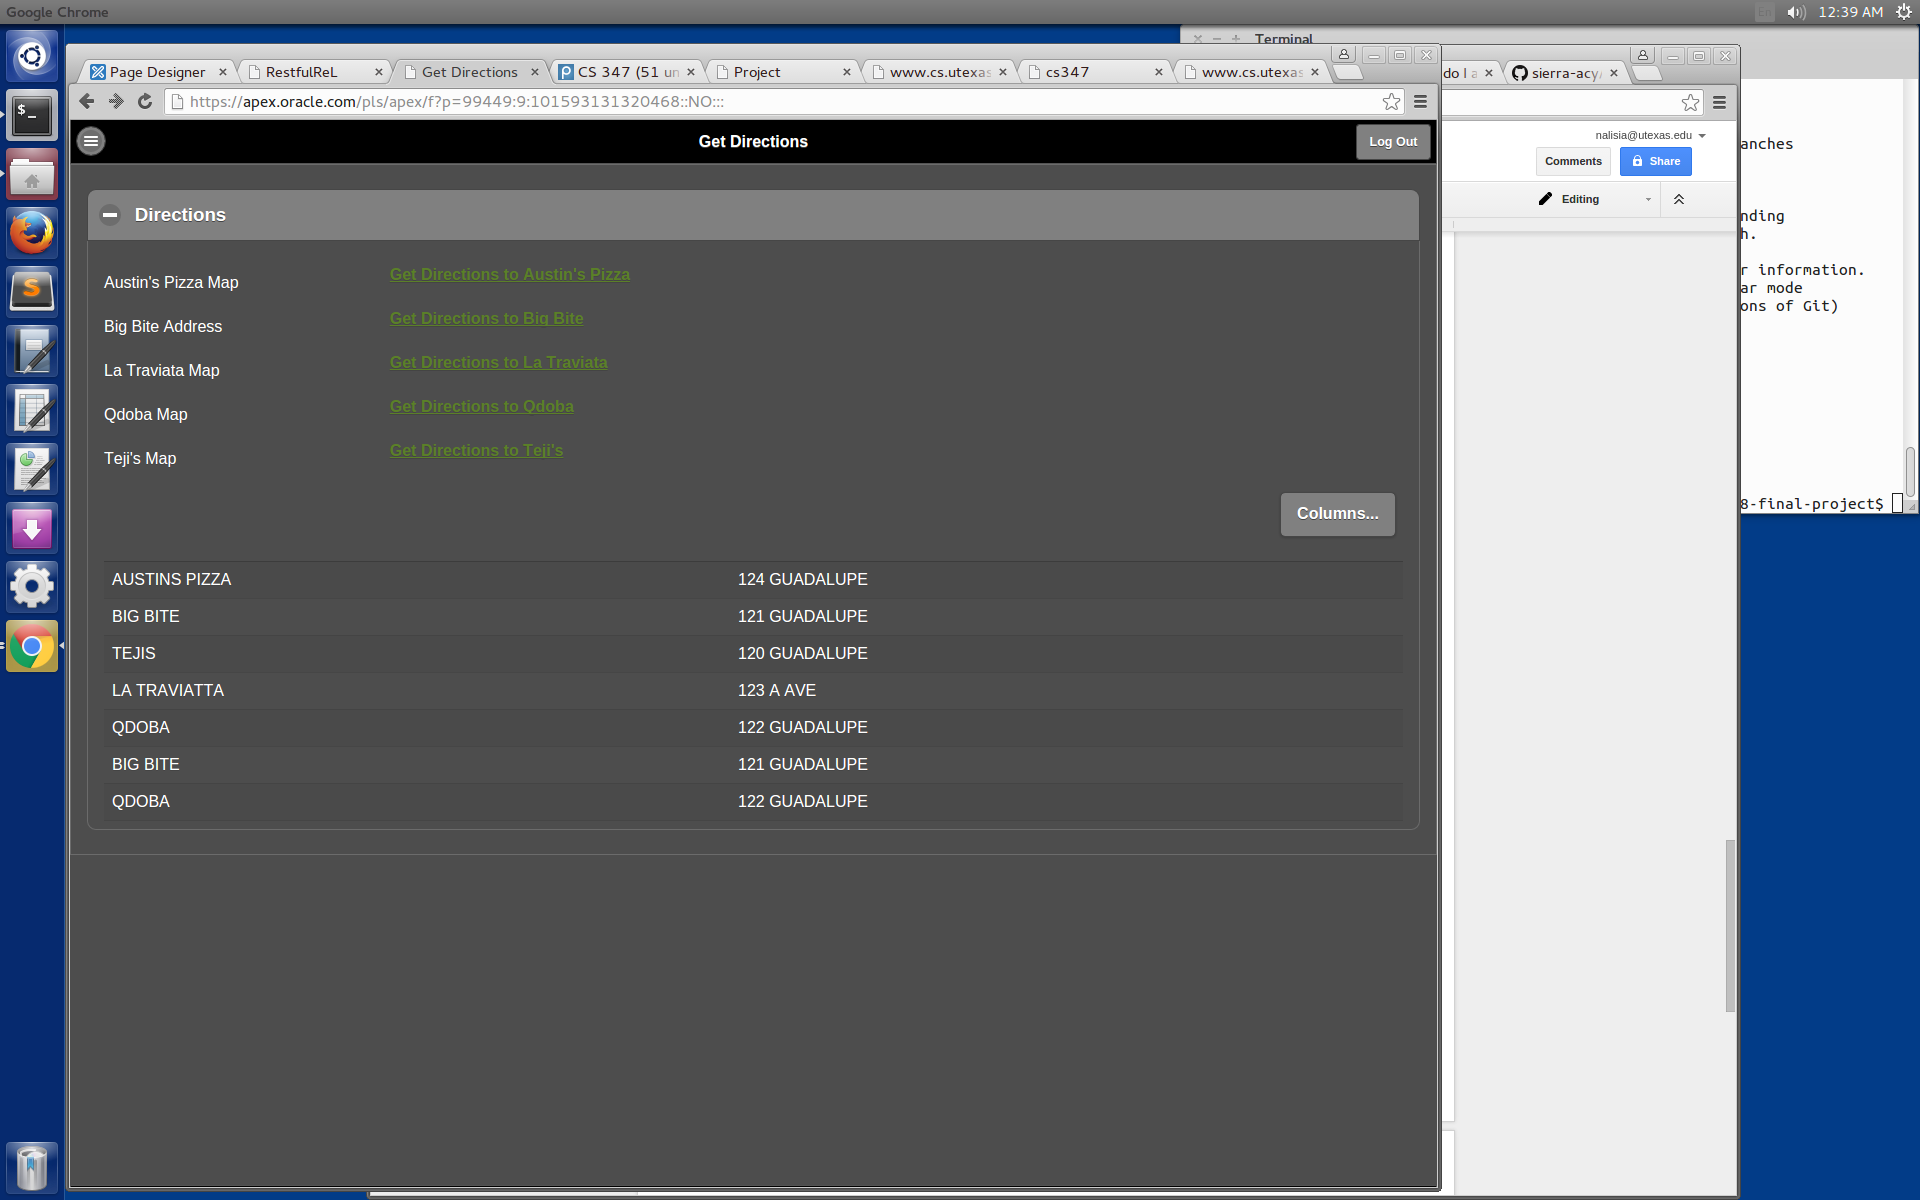 Google Chrome
En
12:39 AM
Terminal
Page Designer
RestfulReL
Get Directions
CS 347 (51 un
Project
www.cs.utexas
cs347
www.cs.utexas
do I a
sierra-acy/
https://apex.oracle.com/pls/apex/f?p=99449:9:101593131320468::NO:::
Get Directions
Log Out
nalisia@utexas.edu
Comments
Share
Editing
anches
nding
h.
r information.
ar mode
ons of Git)
8-final-project$
Directions
Austin's Pizza Map
Get Directions to Austin's Pizza
Big Bite Address
Get Directions to Big Bite
La Traviata Map
Get Directions to La Traviata
Qdoba Map
Get Directions to Qdoba
Teji's Map
Get Directions to Teji's
Columns...
AUSTINS PIZZA 124 GUADALUPE
BIG BITE 121 GUADALUPE
TEJIS 120 GUADALUPE
LA TRAVIATTA 123 A AVE
QDOBA 122 GUADALUPE
BIG BITE 121 GUADALUPE
QDOBA 122 GUADALUPE